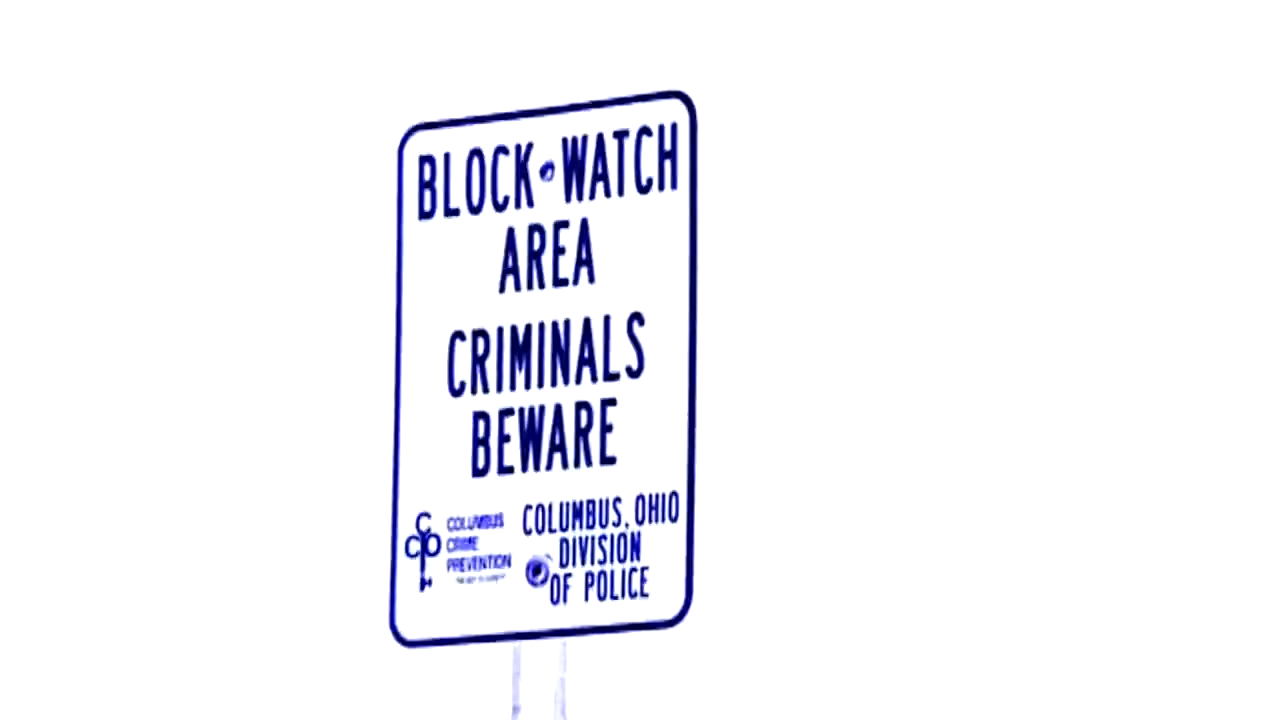 BLOCK WATCH
AREA
CRIMINALS
BEWARE
COLUMBUS
CRIME
PREVENTION
COLUMBUS, OHIO
DIVISION
OF POLICE